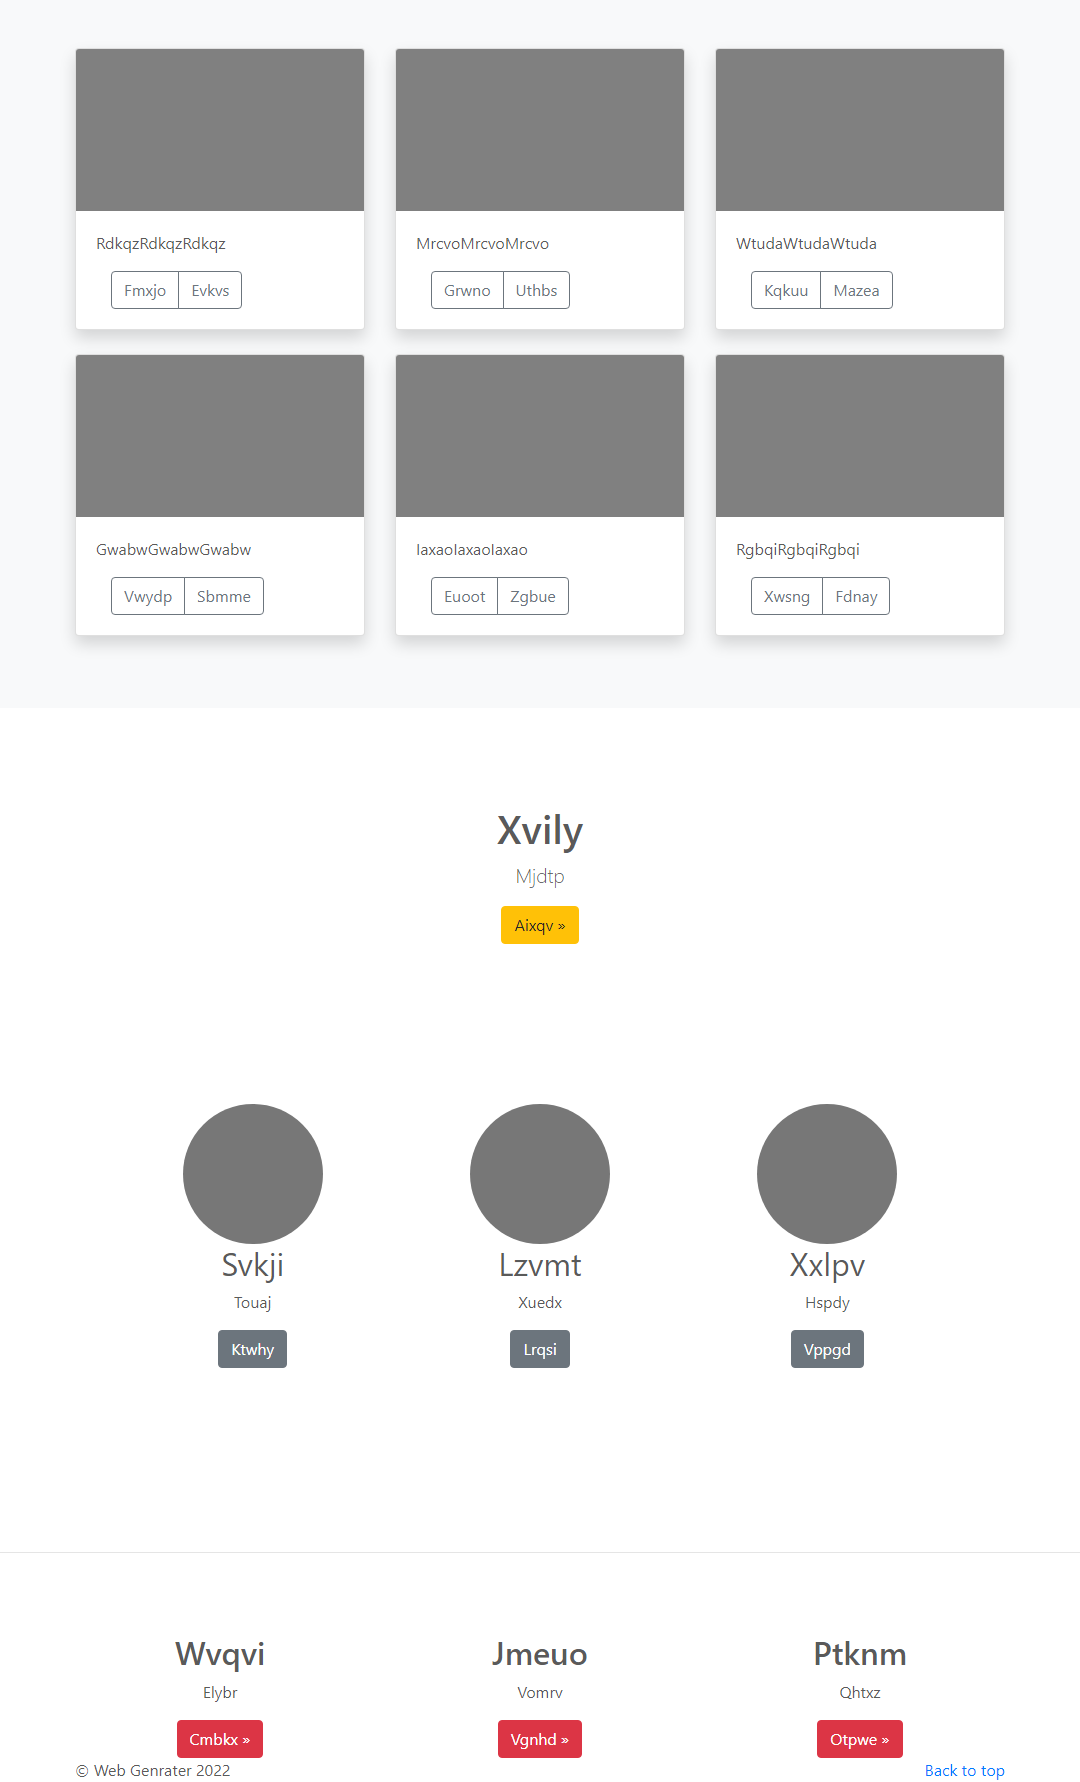 RdkqzRdkqzRdkqz
MrcvoMrcvoMrcvo
WtudaWtudaWtuda
Fmxjo Evkvs
Grwno Uthbs
Kqkuu Mazea
GwabwGwabwGwabw
IaxaoIaxaoIaxao
RgbqiRgbqiRgbqi
Vwydp Sbmme
Euoot Zgbue
Xwsng Fdnay
Xvily
Mjdtp
Aixqv »
Svkji
Lzvmt
Xxlpv
Touaj
Xuedx
Hspdy
Ktwhy
Lrqsi
Vppgd
Wvqvi
Jmeuo
Ptknm
Elybr
Vomrv
Qhtxz
Cmbkx »
Vgnhd »
Otpwe »
© Web Genrater 2022
Back to top